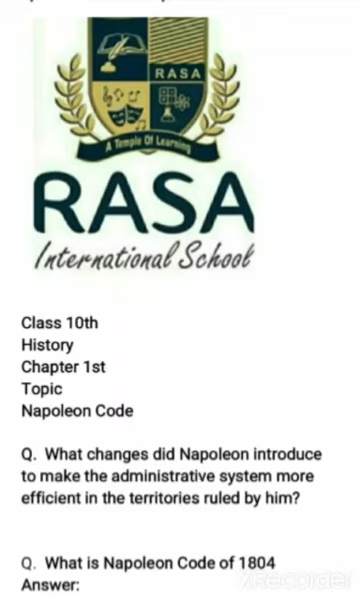 RASA
A Temple Of Learning
RASA
International School
Class 10th
History
Chapter 1st
Topic
Napoleon Code
Q. What changes did Napoleon introduce
to make the administrative system more
efficient in the territories ruled by him?
Q. What is Napoleon Code of 1804
Answer:
XRecorder